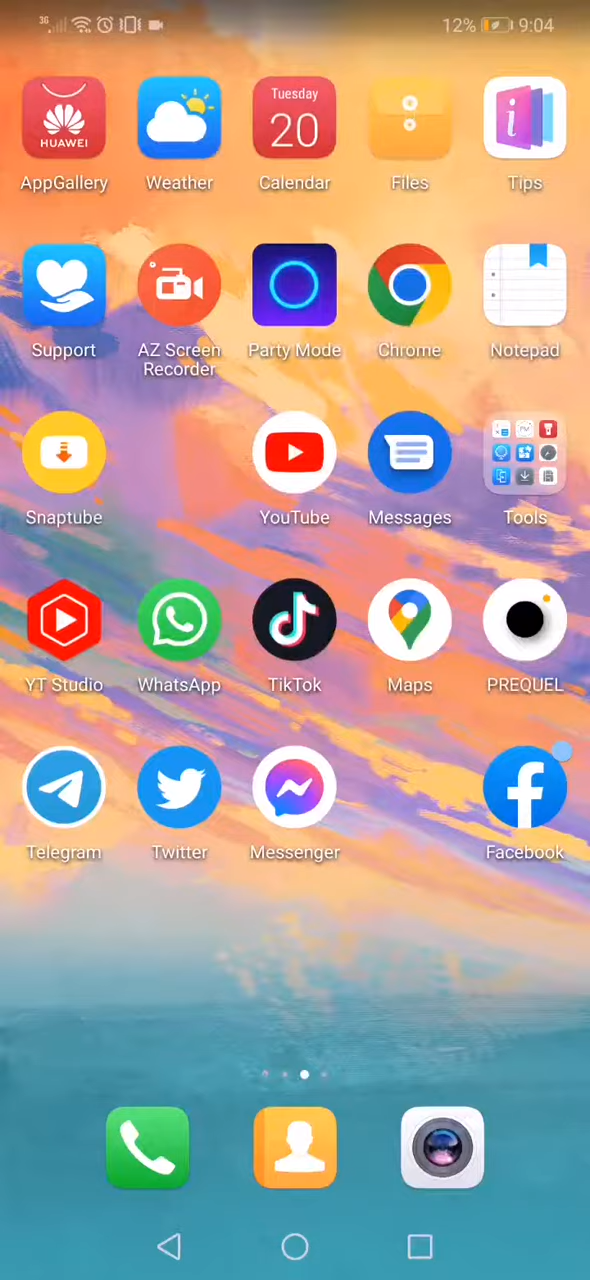 3G 12% 9:04
HUAWEI
Tuesday
20
i
AppGallery Weather Calendar Files Tips
Support AZ Screen Recorder Party Mode Chrome Notepad
Snaptube YouTube Messages Tools
YT Studio WhatsApp TikTok Maps PREQUEL
Telegram Twitter Messenger Facebook